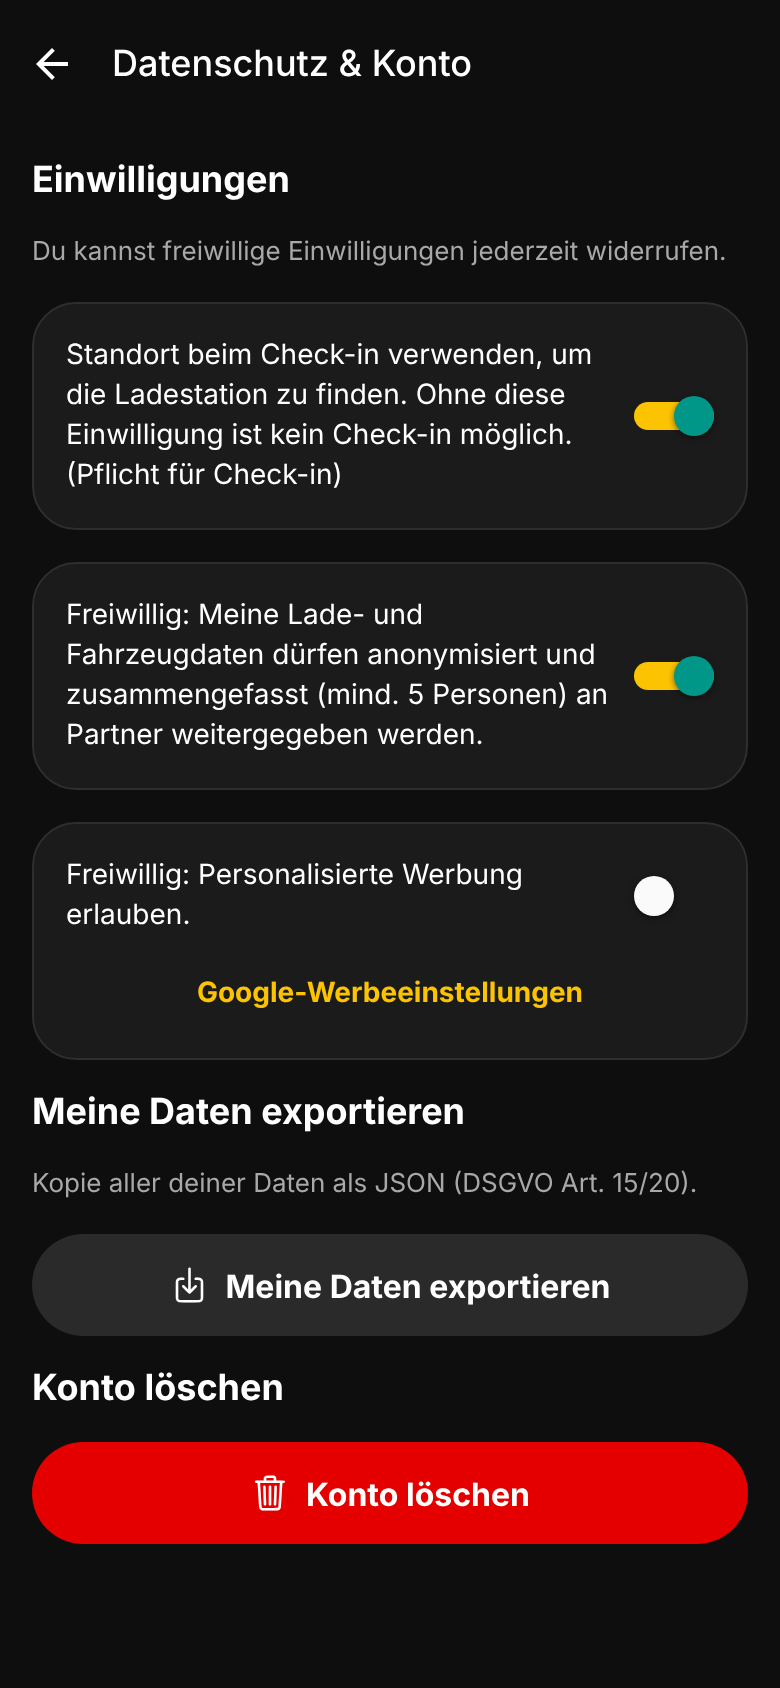 Datenschutz & Konto
Einwilligungen
Du kannst freiwillige Einwilligungen jederzeit widerrufen.
Standort beim Check-in verwenden, um
die Ladestation zu finden. Ohne diese
Einwilligung ist kein Check-in möglich.
(Pflicht für Check-in)
Freiwillig: Meine Lade- und
Fahrzeugdaten dürfen anonymisiert und
zusammengefasst (mind. 5 Personen) an
Partner weitergegeben werden.
Freiwillig: Personalisierte Werbung
erlauben.
Google-Werbeeinstellungen
Meine Daten exportieren
Kopie aller deiner Daten als JSON (DSGVO Art. 15/20).
Meine Daten exportieren
Konto löschen
Konto löschen